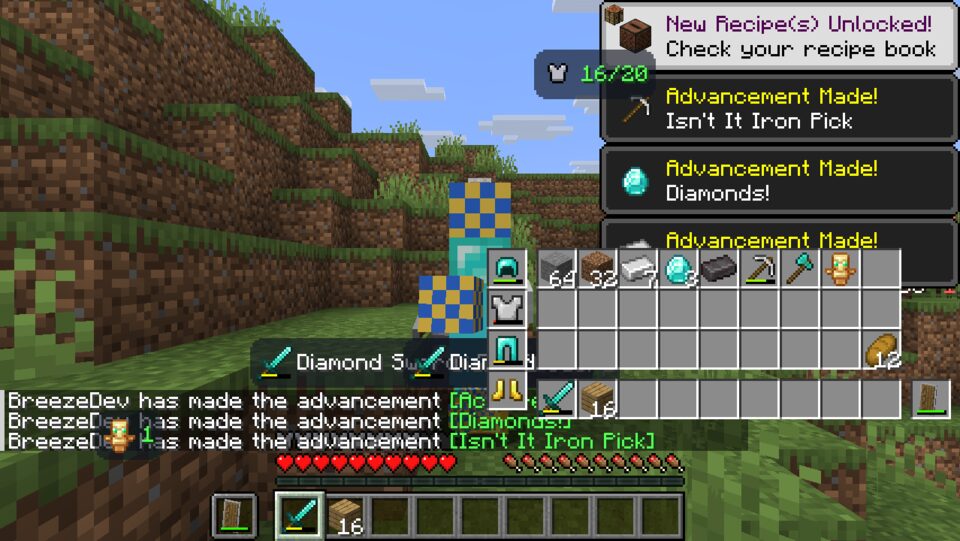 New Recipe(s) Unlocked!
Check your recipe book
16/20
Advancement Made!
Isn't It Iron Pick
Advancement Made!
Diamonds!
Advancement Made!
64
32
7
3
12
Diamond
BreezeDev has made the advancement
16
BreezeDev has made the advancement [Diamonds!]
1
has made the advancement [Isn't It Iron Pick]
16